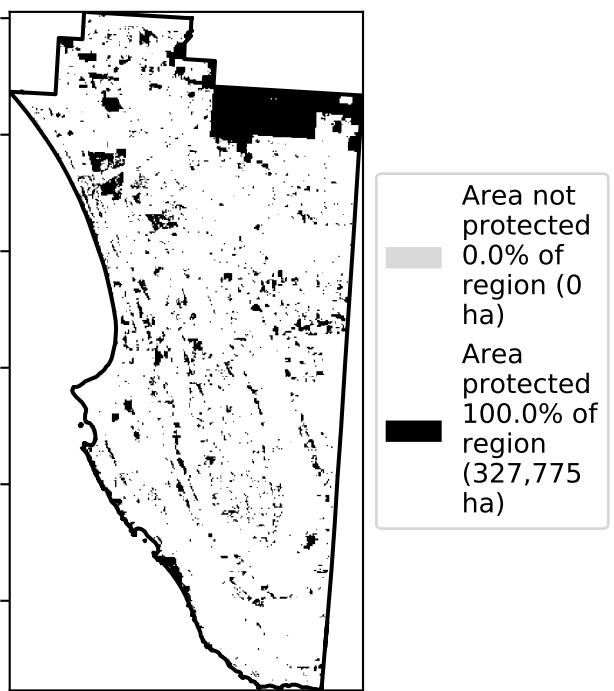 Area not
protected
0.0% of
region (0
ha)
Area
protected
100.0% of
region
(327,775
ha)